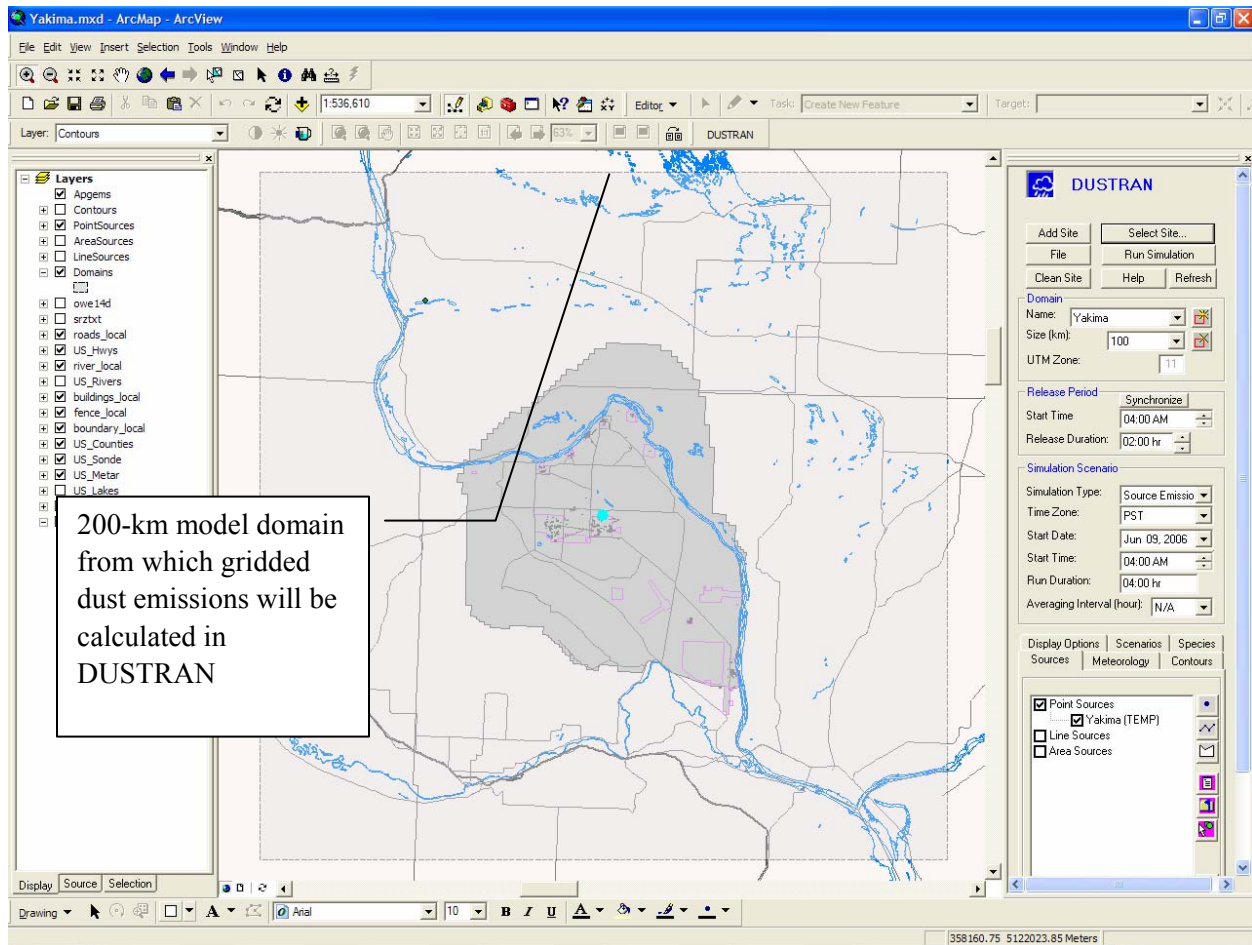 Yakima.mxd - ArcMap - ArcView
File Edit View Insert Selection Tools Window Help
1:536,610
Editor
Task: Create New Feature
Target:
Layer: Contours
63%
DUSTRAN
Layers
Apgems
Contours
PointSources
AreaSources
LineSources
Domains
owe14d
srztxt
roads_local
US_Hwys
river_local
US_Rivers
buildings_local
fence_local
boundary_local
US_Counties
US_Sonde
US_Metar
US_Lakes
200-km model domain
from which gridded
dust emissions will be
calculated in
DUSTRAN
Display Source Selection
DUSTRAN
Add Site Select Site...
File Run Simulation
Clean Site Help Refresh
Domain
Name: Yakima
Size (km): 100
UTM Zone: 11
Release Period
Synchronize
Start Time 04:00 AM
Release Duration: 02:00 hr
Simulation Scenario
Simulation Type: Source Emissio
Time Zone: PST
Start Date: Jun 09, 2006
Start Time: 04:00 AM
Run Duration: 04:00 hr
Averaging Interval (hour): N/A
Display Options Scenarios Species
Sources Meteorology Contours
Point Sources
Yakima (TEMP)
Line Sources
Area Sources
Drawing A Arial 10 B I U A
358160.75 5122023.85 Meters